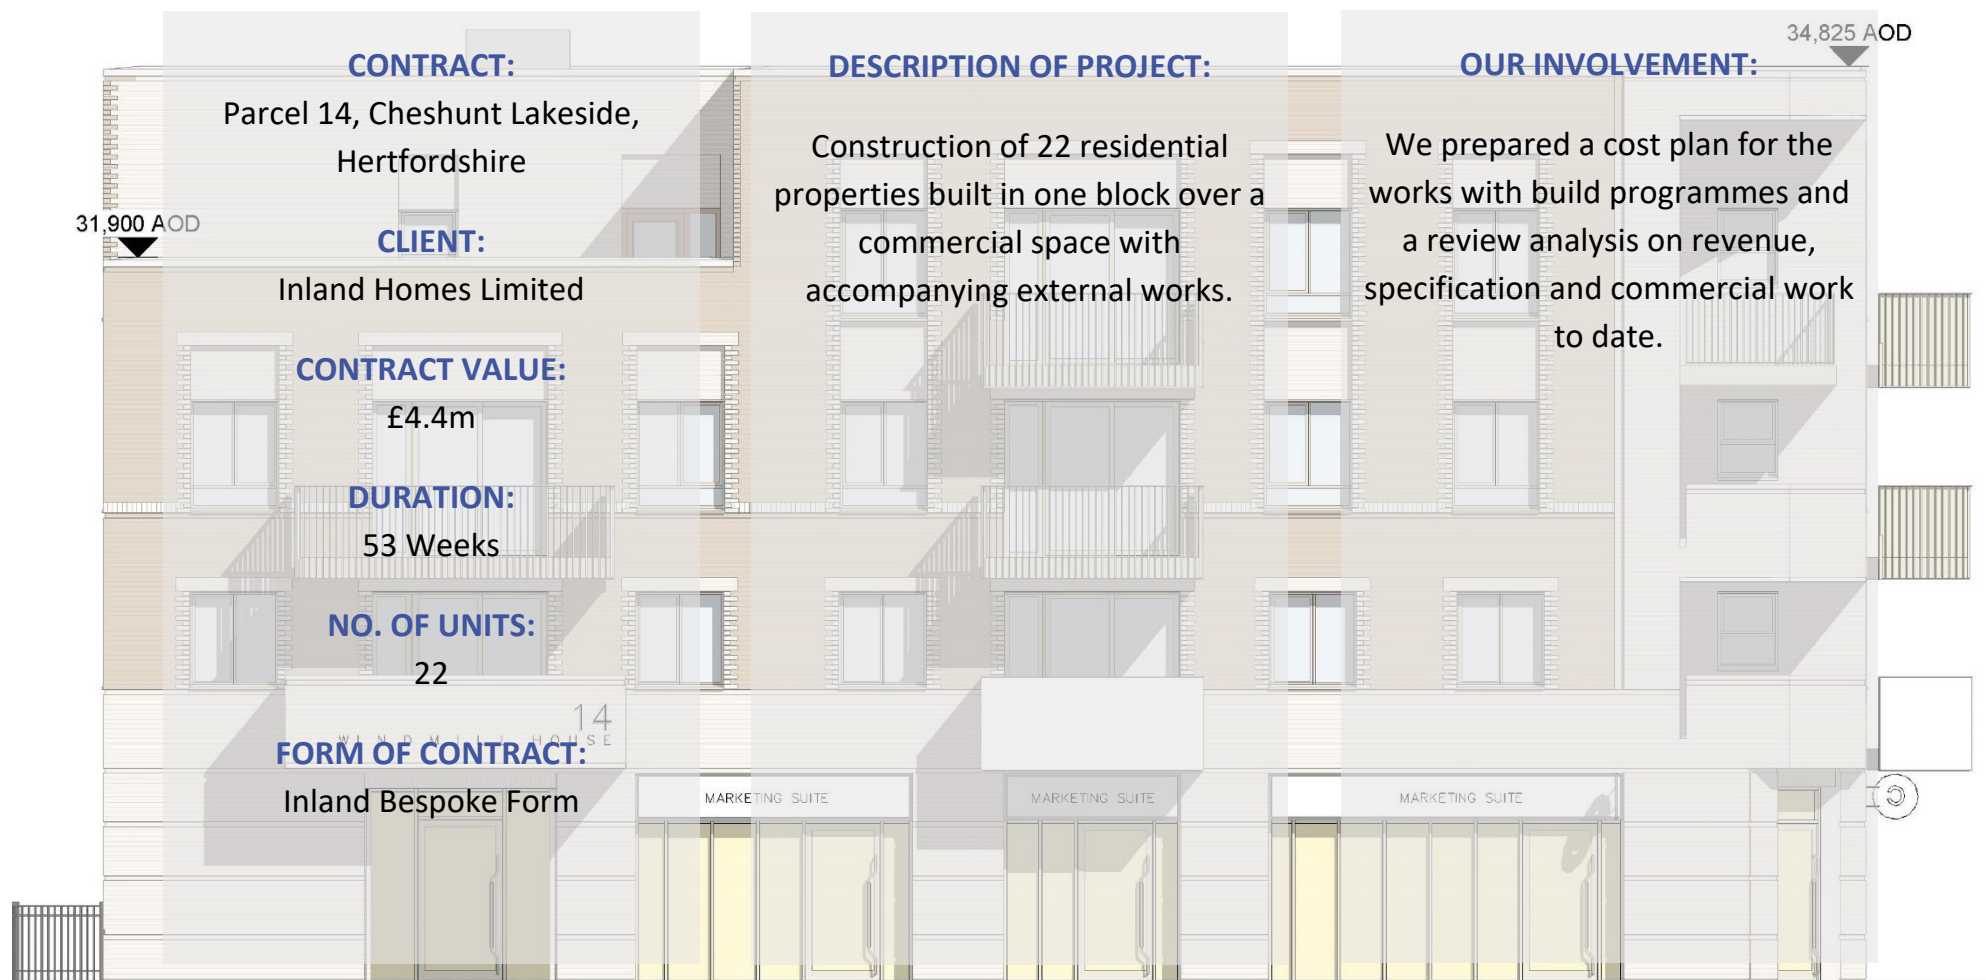 CONTRACT:
Parcel 14, Cheshunt Lakeside,
Hertfordshire
CLIENT:
Inland Homes Limited
CONTRACT VALUE:
£4.4m
DURATION:
53 Weeks
NO. OF UNITS:
22
FORM OF CONTRACT:
Inland Bespoke Form
DESCRIPTION OF PROJECT:
Construction of 22 residential
properties built in one block over a
commercial space with
accompanying external works.
OUR INVOLVEMENT:
We prepared a cost plan for the
works with build programmes and
a review analysis on revenue,
specification and commercial work
to date.
34,825 AOD
31,900 AOD
14
WINDMILL HOUSE
MARKETING SUITE
MARKETING SUITE
MARKETING SUITE